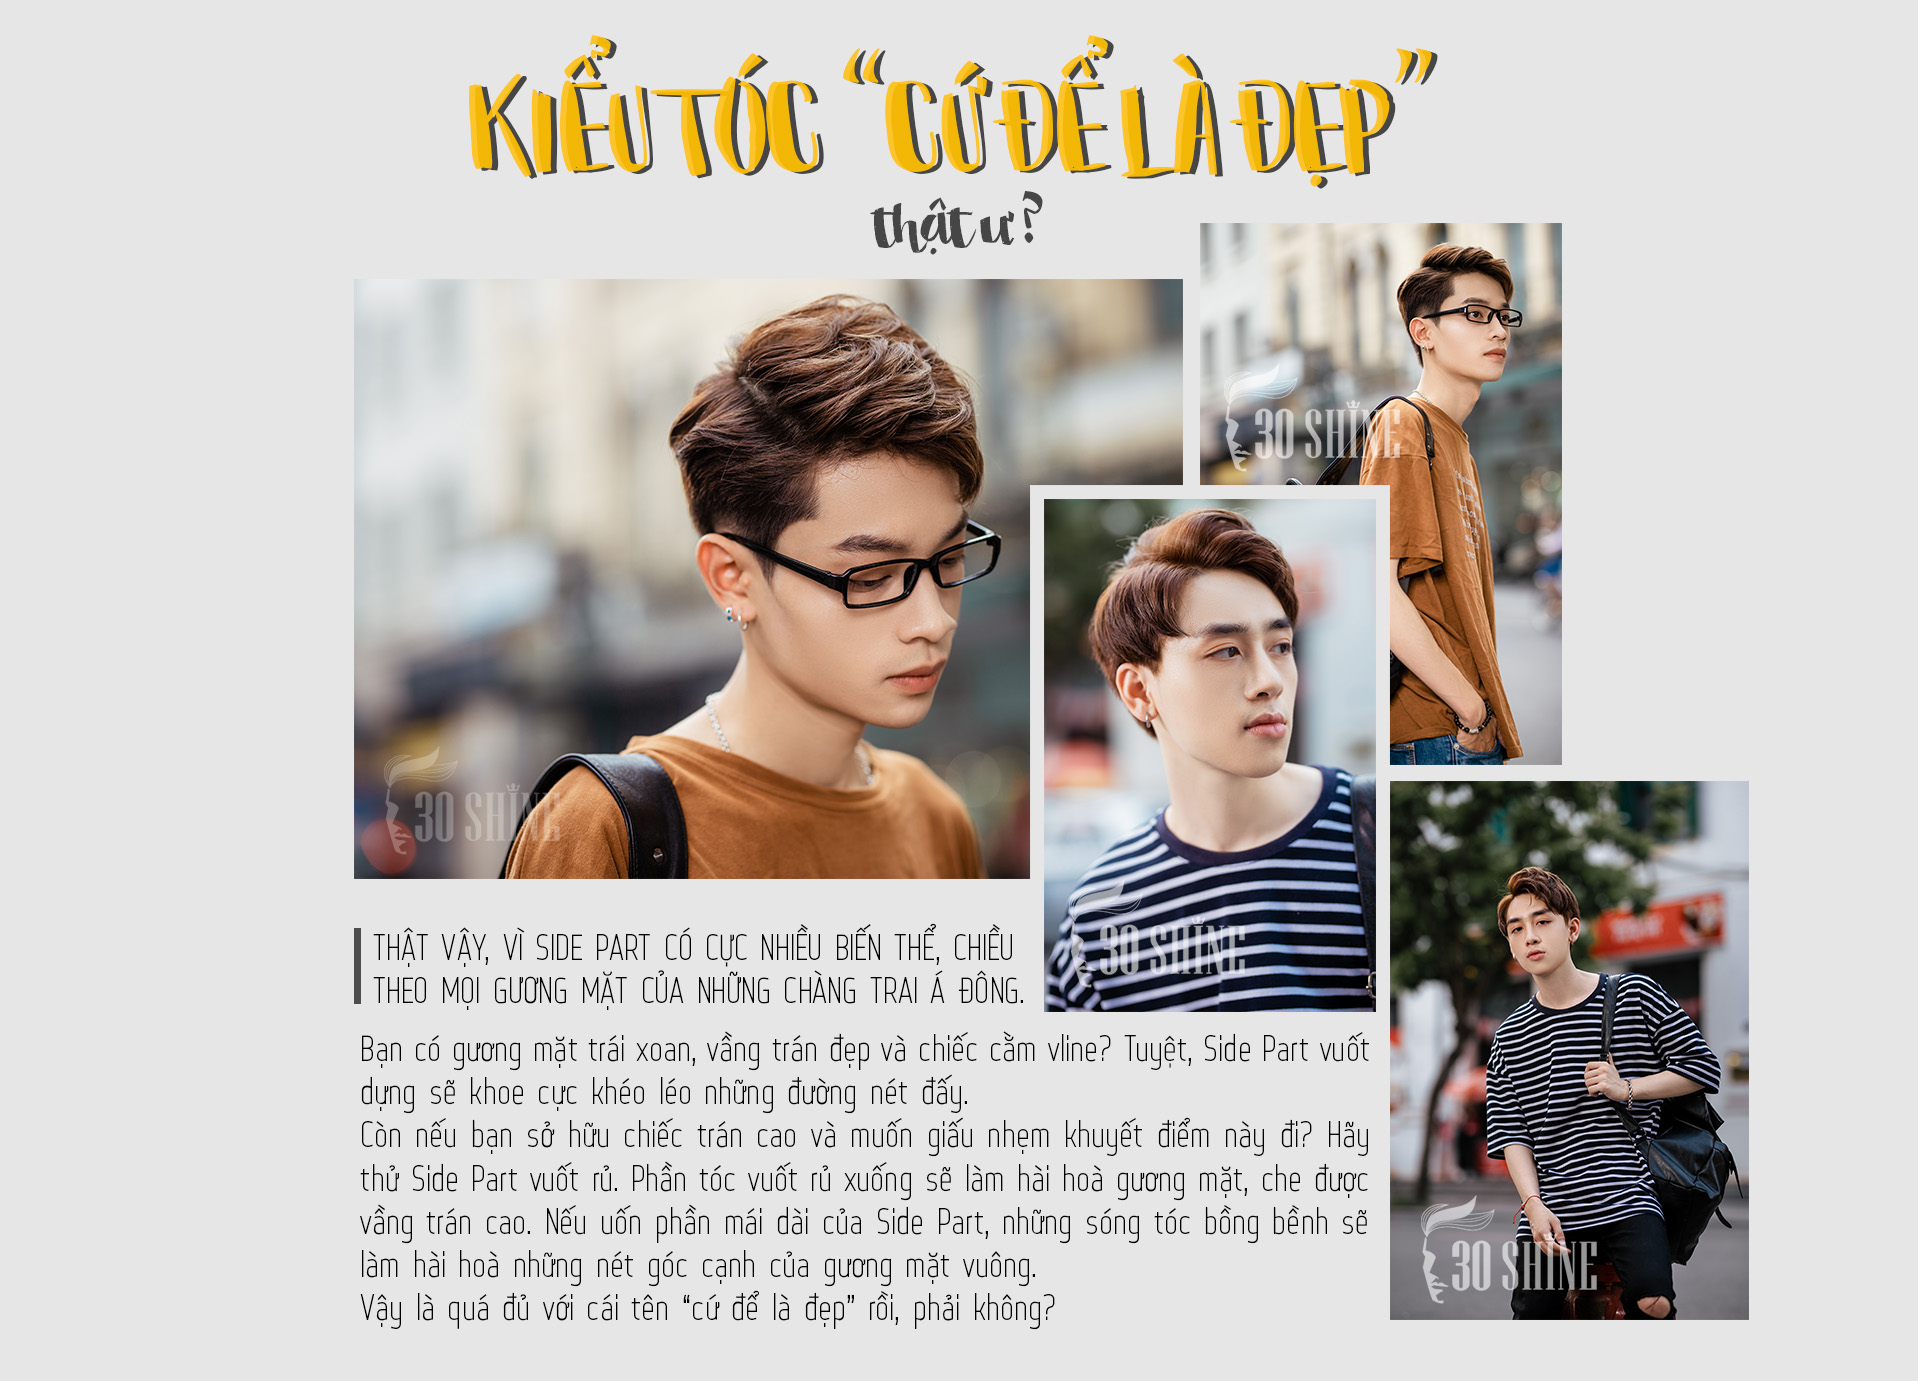 KIỂU TÓC “CỨ ĐỂ LÀ ĐẸP”
thật ư?
30 SHINE
30 SHINE
30 SHINE
30 SHINE
THẬT VẬY, VÌ SIDE PART CÓ CỰC NHIỀU BIẾN THỂ, CHIỀU
THEO MỌI GƯƠNG MẶT CỦA NHỮNG CHÀNG TRAI Á ĐÔNG.
Bạn có gương mặt trái xoan, vầng trán đẹp và chiếc cằm vline? Tuyệt, Side Part vuốt
dựng sẽ khoe cực khéo léo những đường nét đấy.
Còn nếu bạn sở hữu chiếc trán cao và muốn giấu nhẹm khuyết điểm này đi? Hãy
thử Side Part vuốt rủ. Phần tóc vuốt rủ xuống sẽ làm hài hoà gương mặt, che được
vầng trán cao. Nếu uốn phần mái dài của Side Part, những sóng tóc bồng bềnh sẽ
làm hài hoà những nét góc cạnh của gương mặt vuông.
Vậy là quá đủ với cái tên “cứ để là đẹp” rồi, phải không?